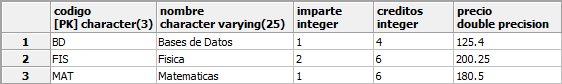 codigo nombre imparte creditos precio
[PK] character(3) character varying(25) integer integer double precision
1 BD Bases de Datos 1 4 125.4
2 FIS Fisica 2 6 200.25
3 MAT Matematicas 1 6 180.5